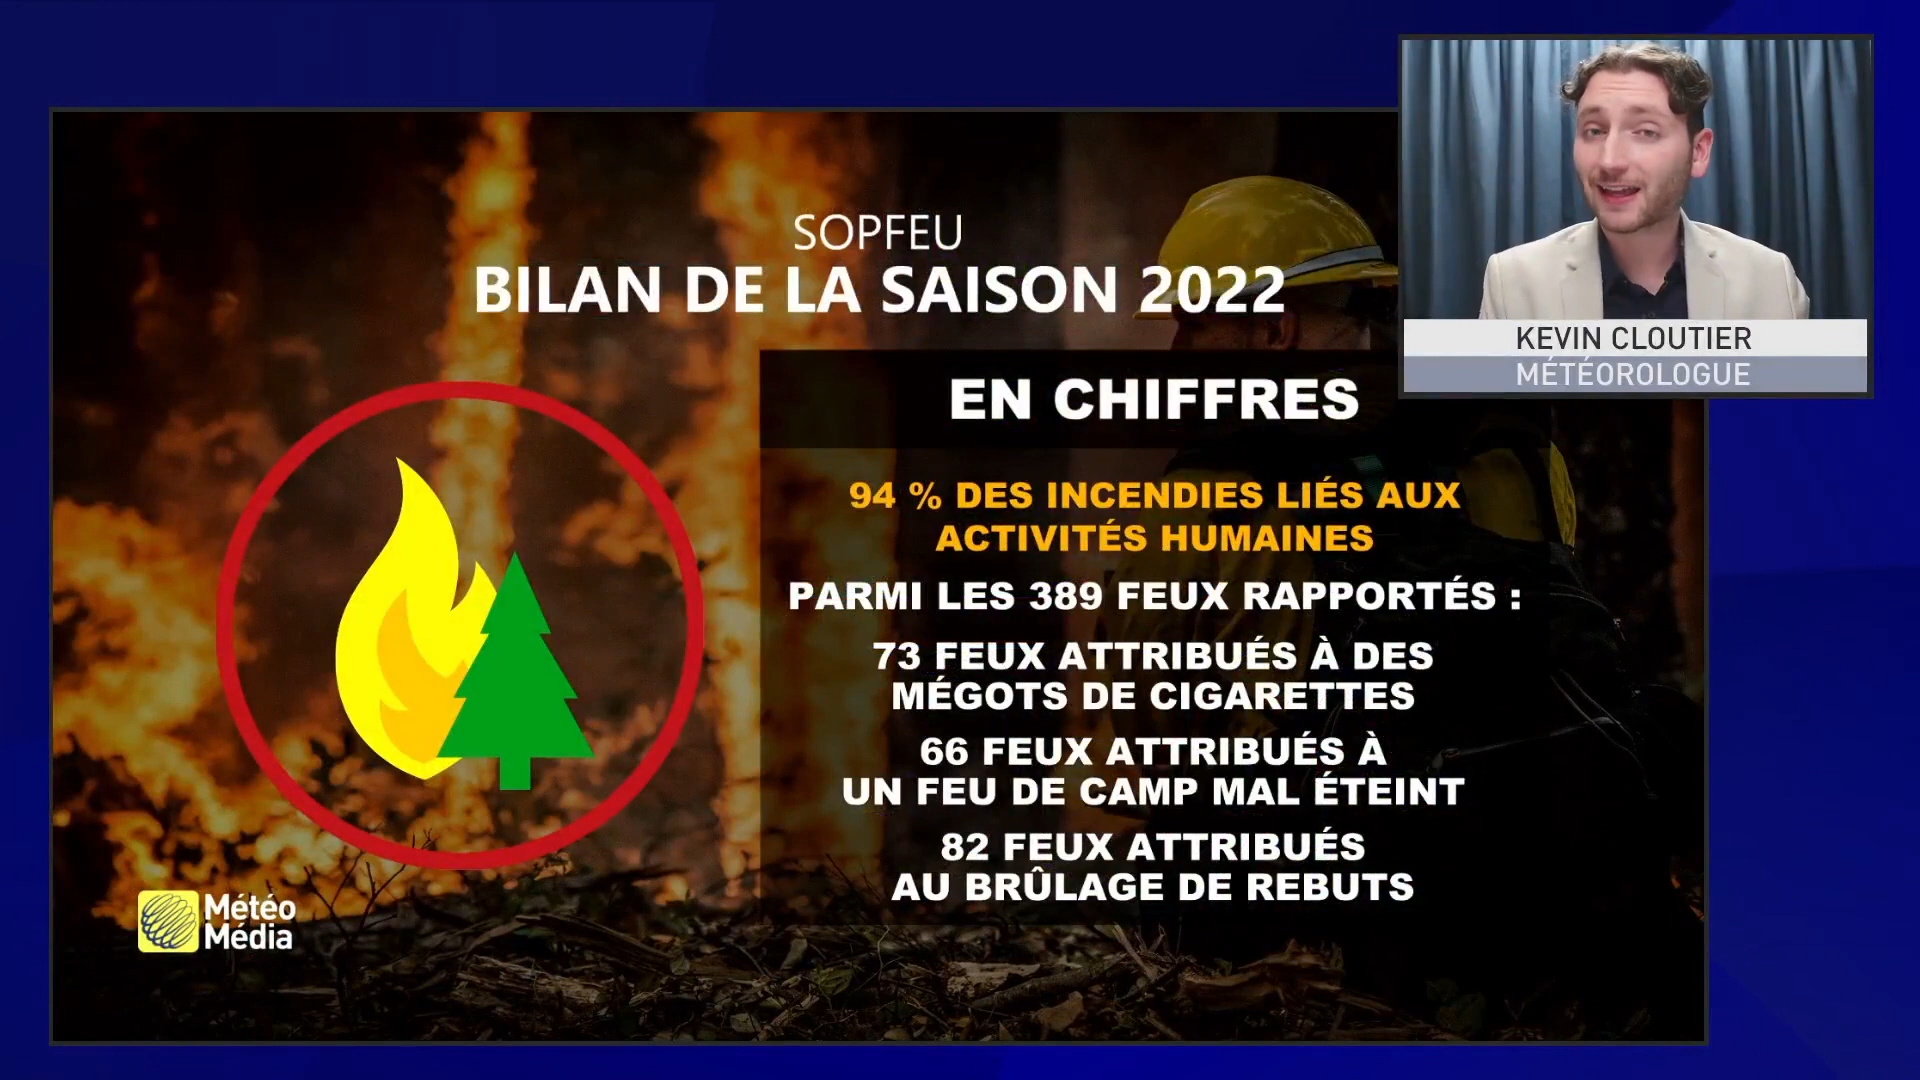 SOPFEU
BILAN DE LA SAISON 2022
KEVIN CLOUTIER
MÉTÉOROLOGUE
EN CHIFFRES
94 % DES INCENDIES LIÉS AUX
ACTIVITÉS HUMAINES
PARMI LES 389 FEUX RAPPORTÉS :
73 FEUX ATTRIBUÉS À DES
MÉGOTS DE CIGARETTES
66 FEUX ATTRIBUÉS À
UN FEU DE CAMP MAL ÉTEINT
82 FEUX ATTRIBUÉS
AU BRÛLAGE DE REBUTS
Météo
Média